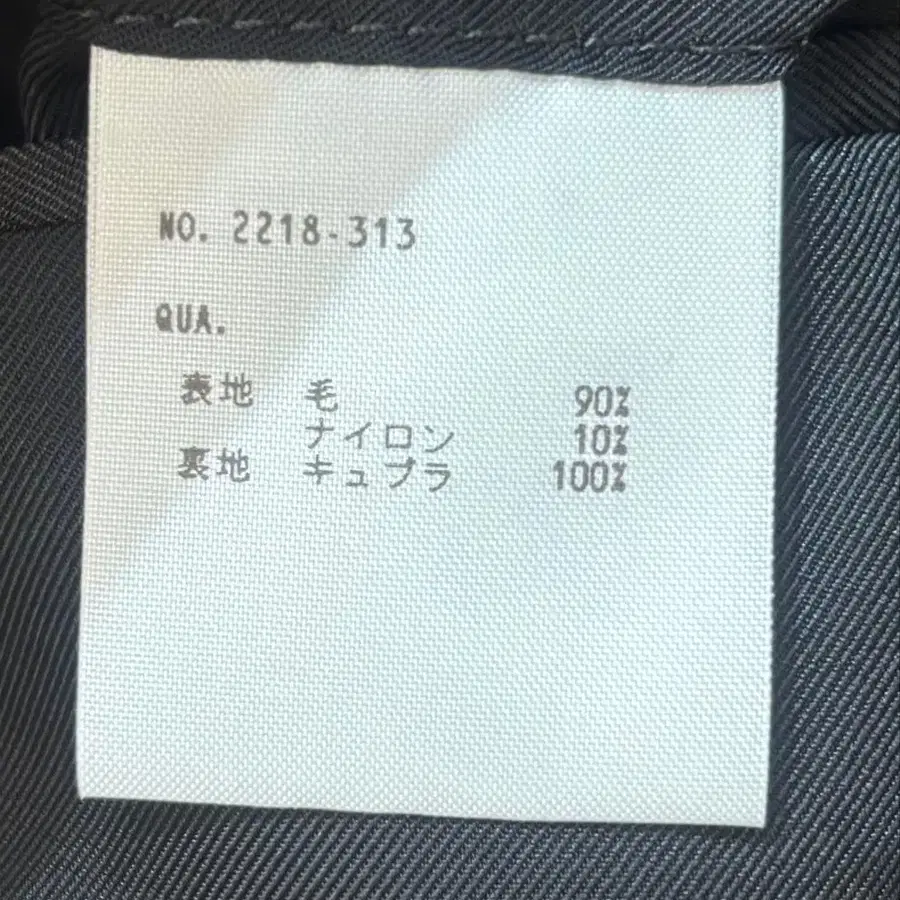 NO. 2218-313
QUA.
表地 毛 90%
ナイロン 10%
裏地 キュプラ 100%